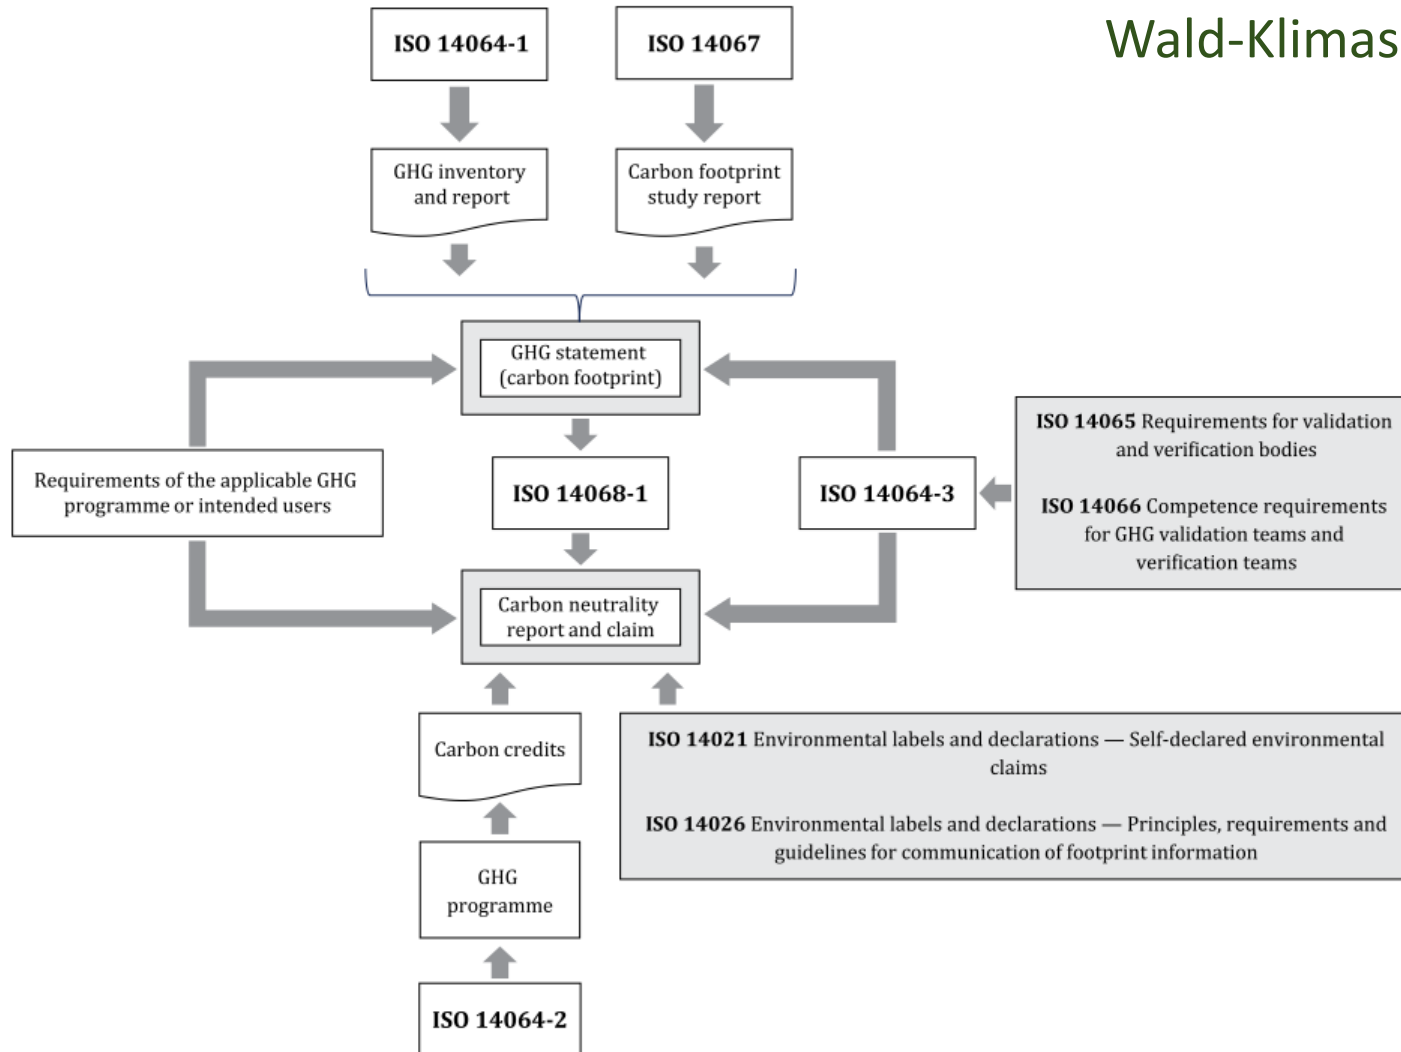 Wald-Klimas
ISO 14064-1
ISO 14067
GHG inventory
and report
Carbon footprint
study report
GHG statement
(carbon footprint)
Requirements of the applicable GHG
programme or intended users
ISO 14068-1
ISO 14064-3
ISO 14065 Requirements for validation
and verification bodies
ISO 14066 Competence requirements
for GHG validation teams and
verification teams
Carbon neutrality
report and claim
Carbon credits
ISO 14021 Environmental labels and declarations — Self-declared environmental
claims
ISO 14026 Environmental labels and declarations — Principles, requirements and
guidelines for communication of footprint information
GHG
programme
ISO 14064-2